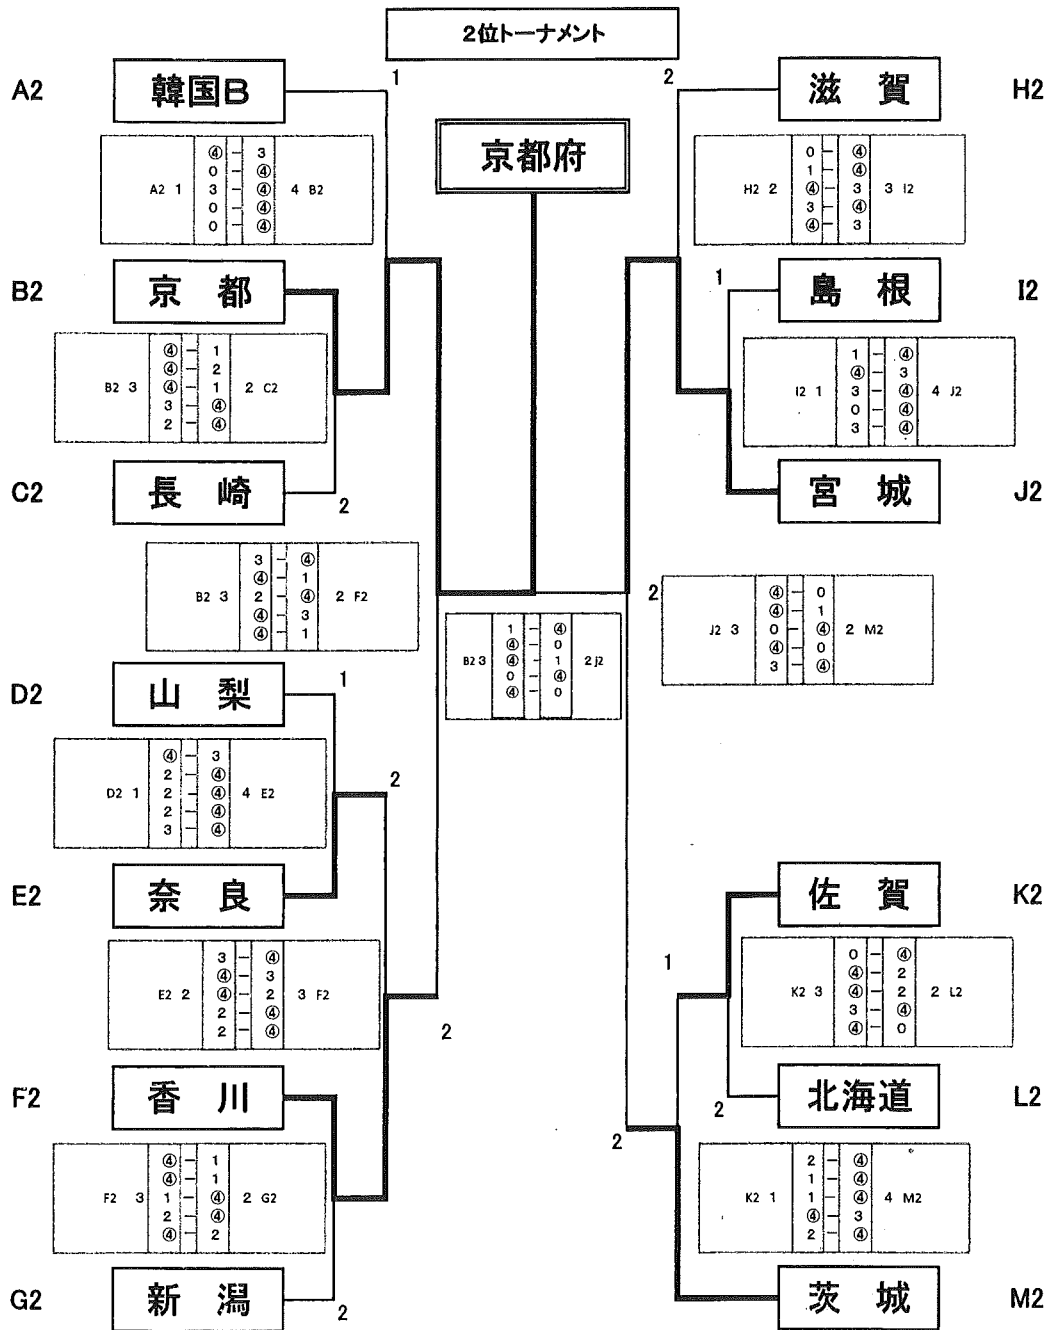 2位トーナメント
1
2
A2
韓国B
京都府
滋賀
H2
A2 1
④ - 3
0 - ④
3 - ④
0 - ④
0 - ④
4 B2
H2 2
0 - ④
1 - ④
④ - 3
3 - ④
④ - 3
3 I2
B2
京都
1
島根
I2
B2 3
④ - 1
④ - 2
④ - 1
3 - ④
2 - ④
2 C2
I2 1
1 - ④
④ - 3
3 - ④
0 - ④
3 - ④
4 J2
C2
長崎
2
宮城
J2
B2 3
3 - ④
④ - 1
2 - ④
④ - 3
④ - 1
2 F2
2
J2 3
④ - 0
④ - 1
0 - ④
④ - 0
3 - ④
2 M2
B2 3
1 - ④
④ - 0
④ - 1
0 - ④
④ - 0
2 J2
D2
山梨
1
D2 1
④ - 3
2 - ④
2 - ④
2 - ④
3 - ④
4 E2
2
E2
奈良
佐賀
K2
E2 2
3 - ④
④ - 3
④ - 2
2 - ④
2 - ④
3 F2
2
1
K2 3
0 - ④
④ - 2
④ - 2
3 - ④
④ - 0
2 L2
F2
香川
2
北海道
L2
2
F2 3
④ - 1
④ - 1
1 - ④
2 - ④
④ - 2
2 G2
K2 1
2 - ④
1 - ④
1 - ④
④ - 3
2 - ④
4 M2
G2
新潟
2
茨城
M2